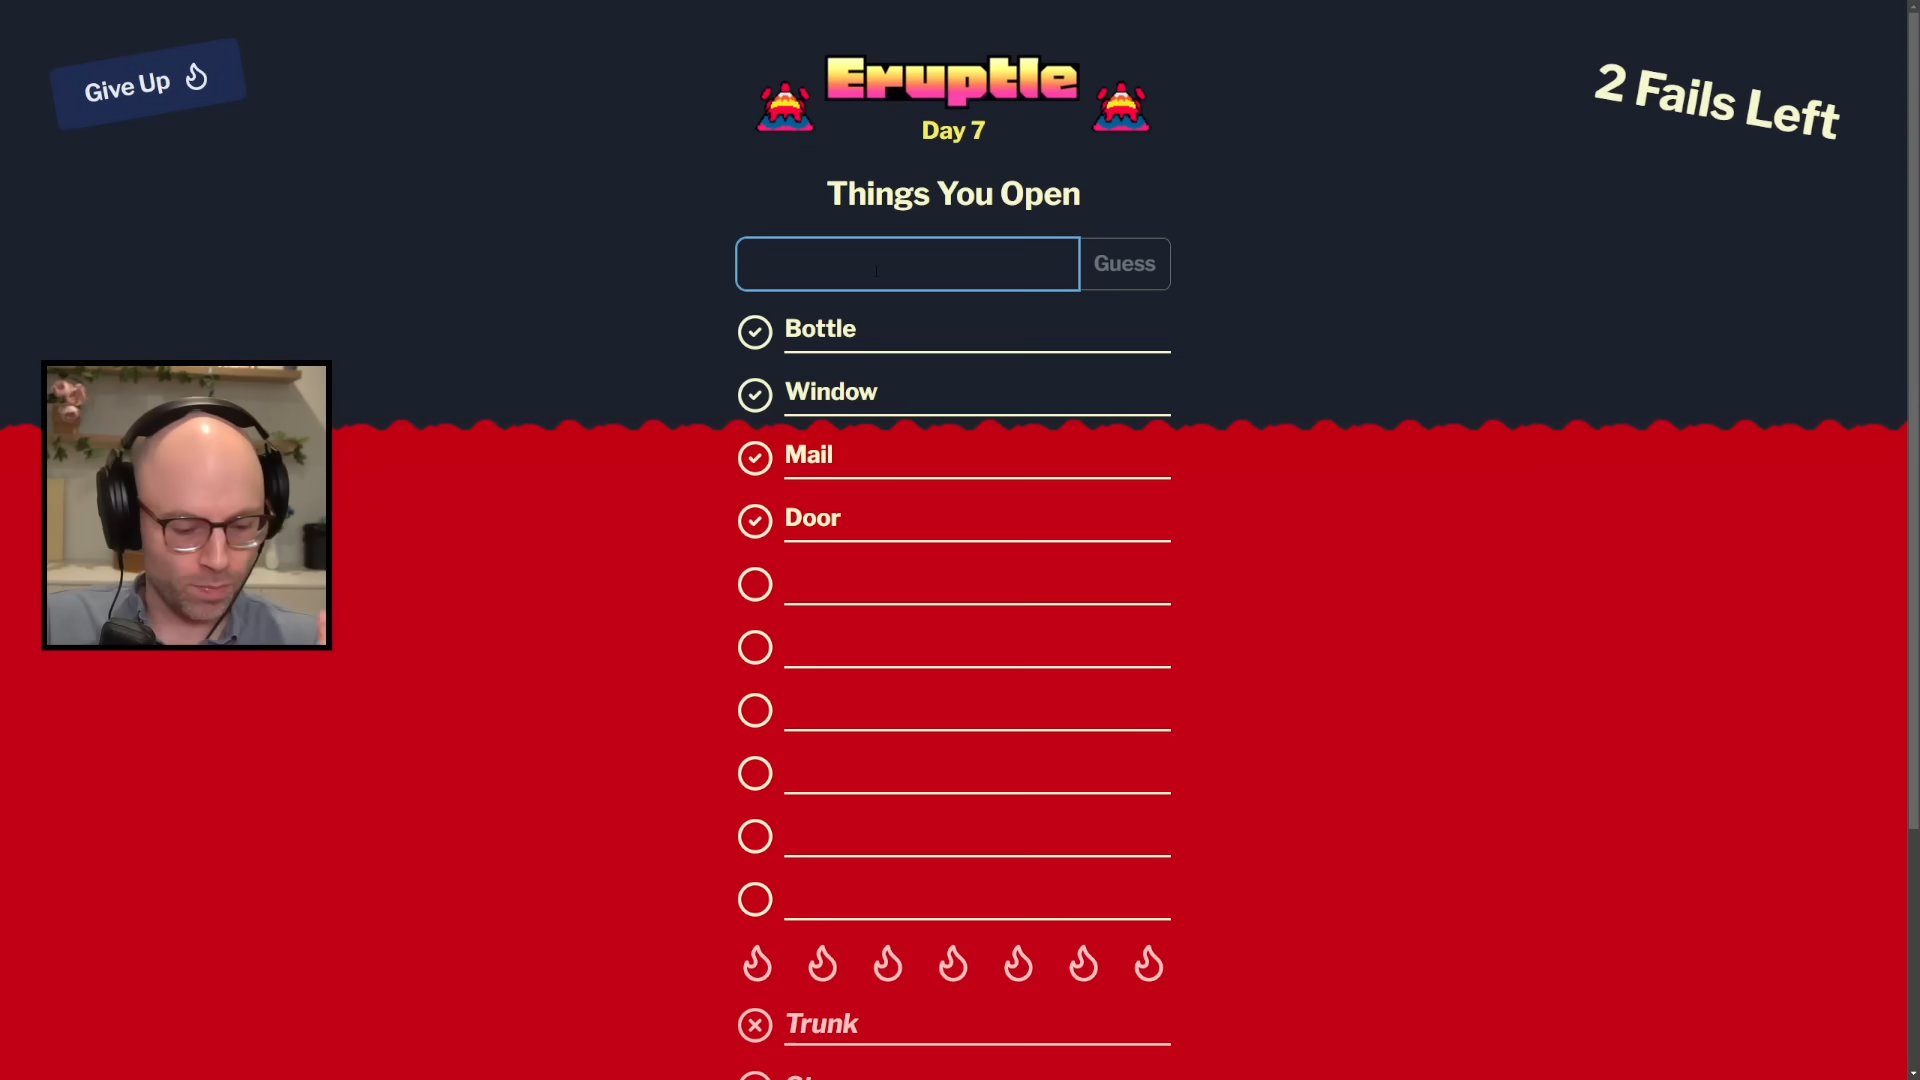 Give Up
Eruptle
Day 7
2 Fails Left
Things You Open
Guess
Bottle
Window
Mail
Door
Trunk